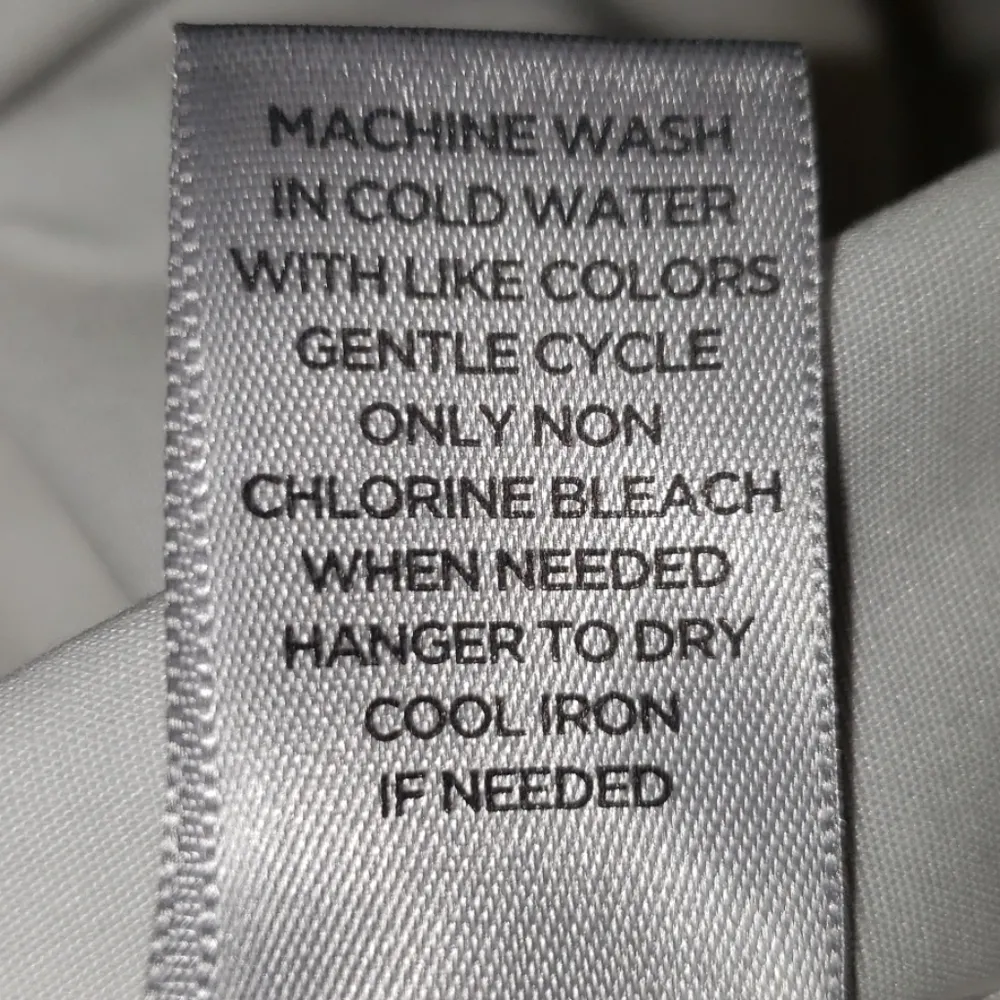 MACHINE WASH
IN COLD WATER
WITH LIKE COLORS
GENTLE CYCLE
ONLY NON
CHLORINE BLEACH
WHEN NEEDED
HANGER TO DRY
COOL IRON
IF NEEDED